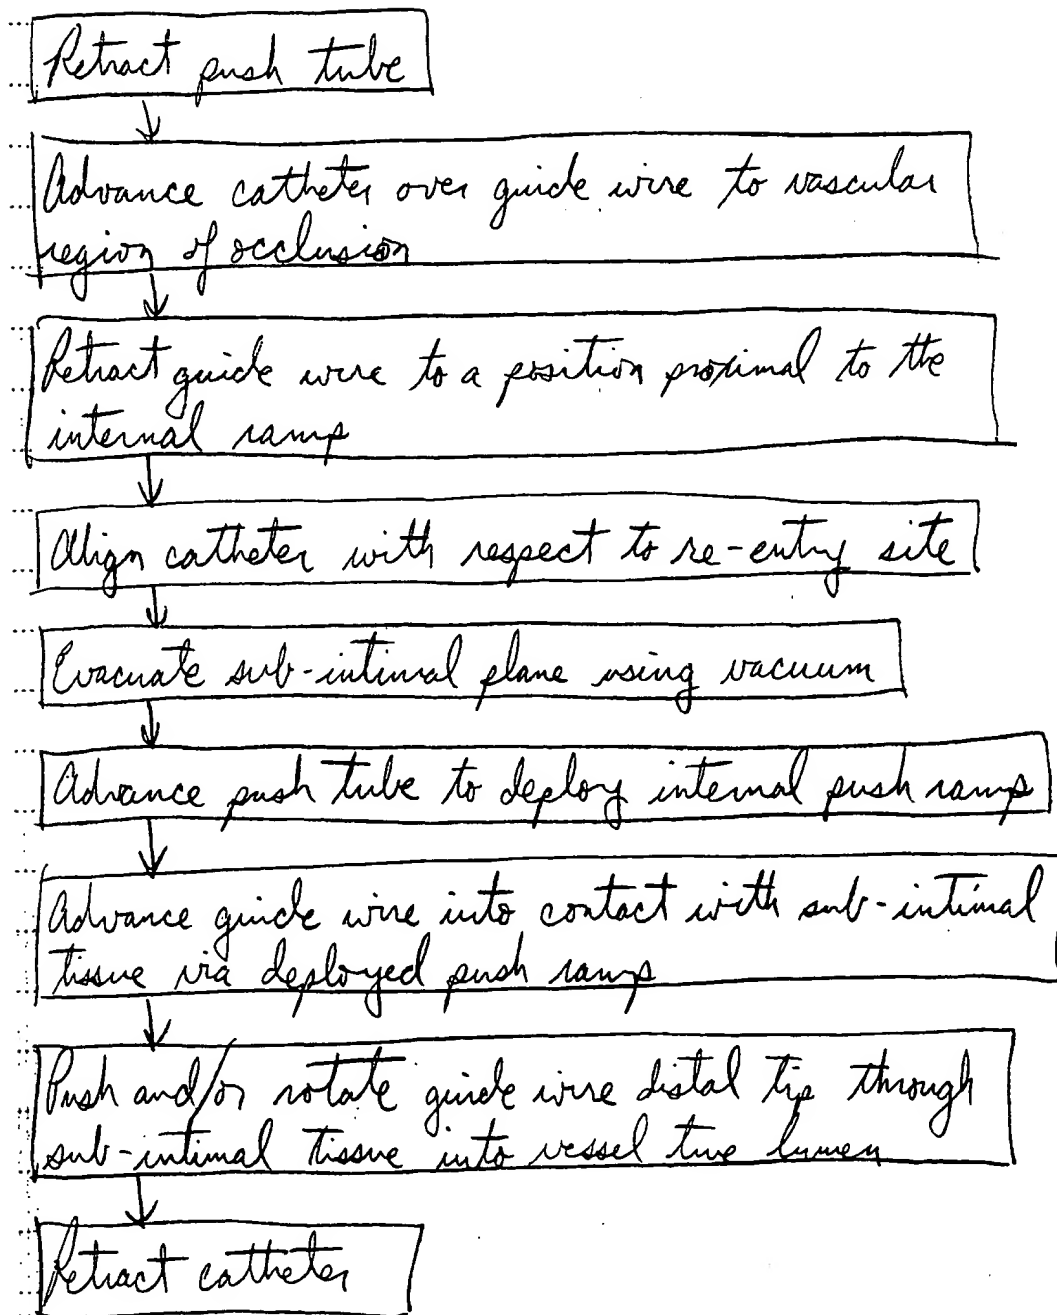 Retract push tube
Advance catheter over guide wire to vascular
region of occlusion
Retract guide wire to a position proximal to the
internal ramp
Align catheter with respect to re-entry site
Evacuate sub-intimal plane using vacuum
Advance push tube to deploy internal push ramp
Advance guide wire into contact with sub-intimal
tissue via deployed push ramp
Push and/or rotate guide wire distal tip through
sub-intimal tissue into vessel true lumen
Retract catheter